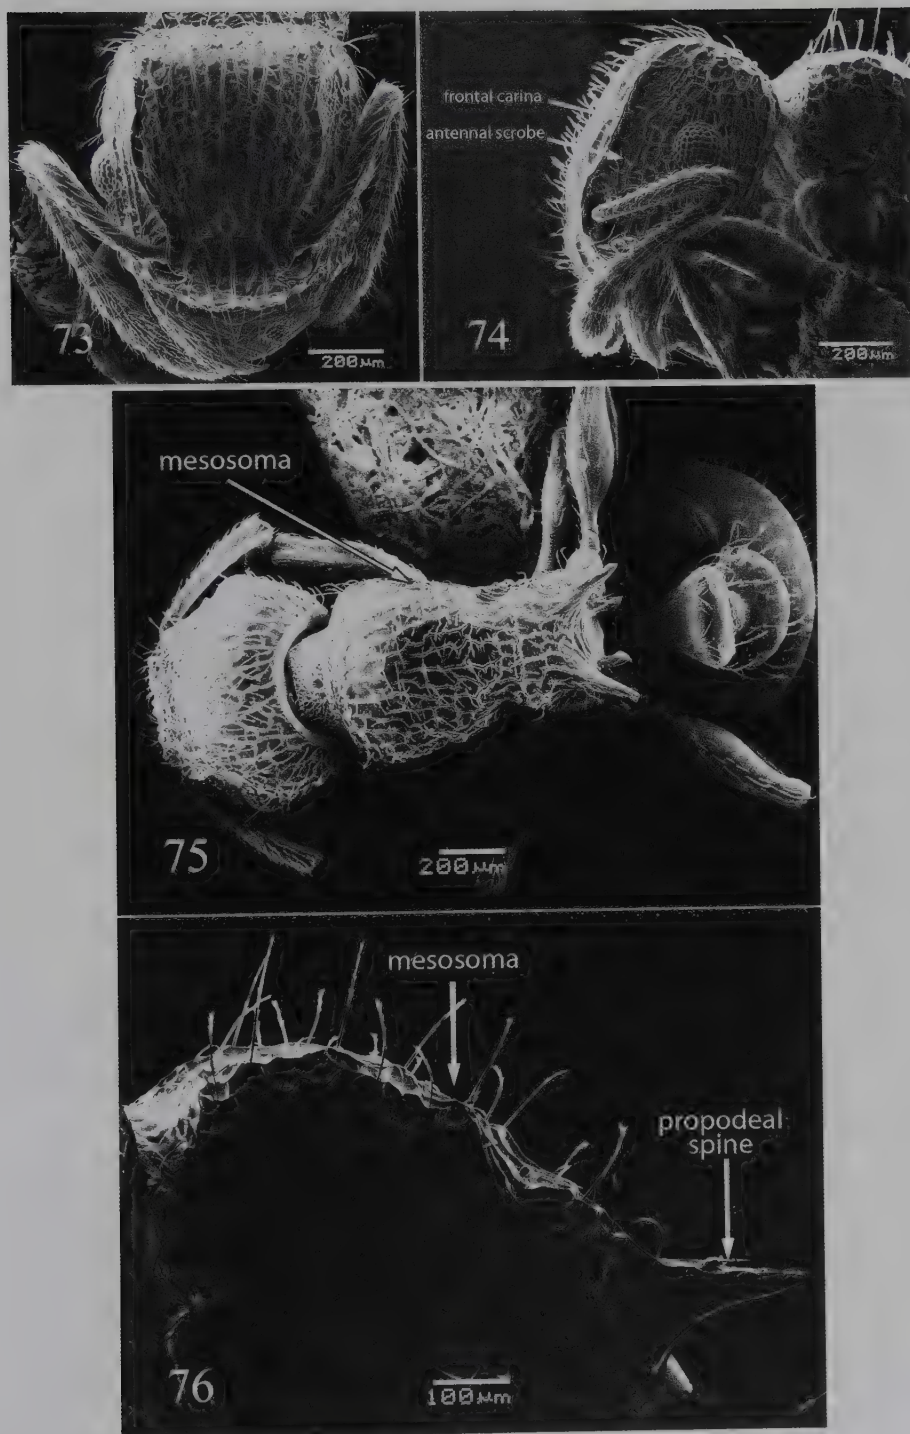 frontal carina
antennal scrobe
73
200μm
74
200μm
mesosoma
75
200μm
mesosoma
propodeal
spine
76
100μm